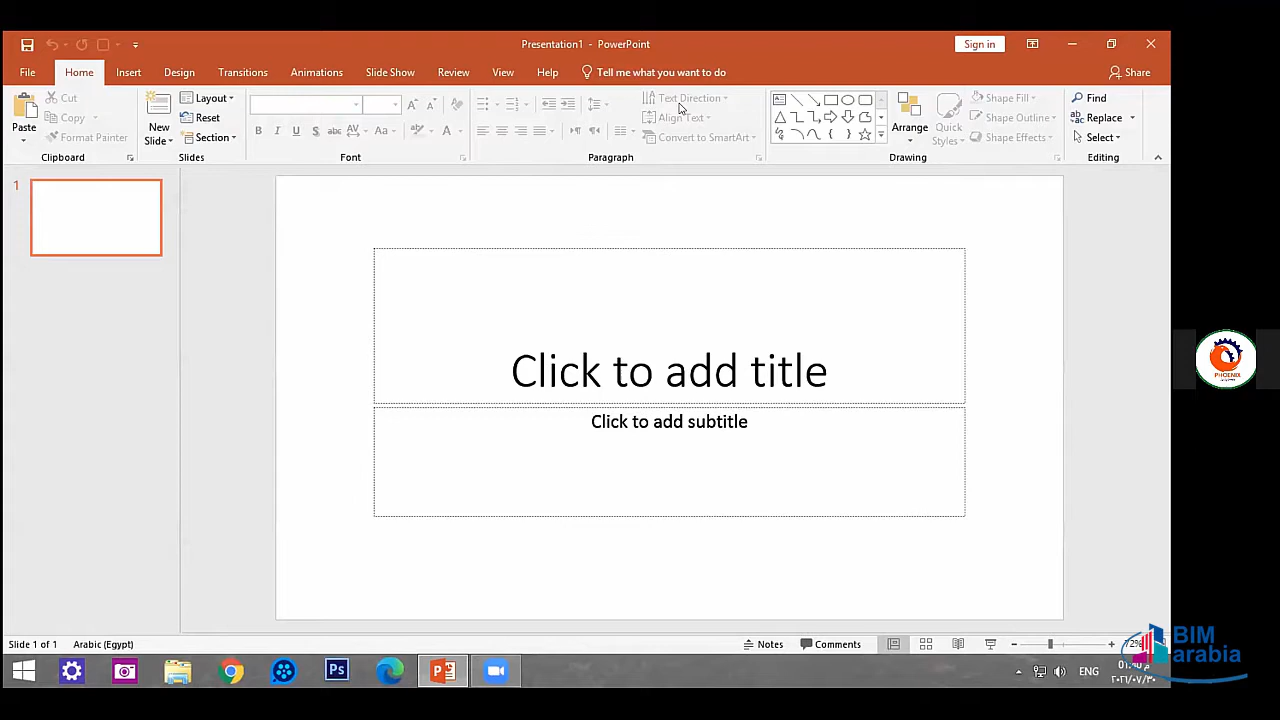 Presentation1 - PowerPoint
Sign in
File Home Insert Design Transitions Animations Slide Show Review View Help Tell me what you want to do Share
Paste
Cut
Copy
Format Painter
Clipboard
New Slide
Layout
Reset
Section
Slides
Font
Text Direction
Align Text
Convert to SmartArt
Paragraph
Arrange
Quick Styles
Shape Fill
Shape Outline
Shape Effects
Drawing
Find
Replace
Select
Editing
1
Click to add title
Click to add subtitle
PHOENIX
Slide 1 of 1 Arabic (Egypt) Notes Comments
Ps
ENG
BIM
arabia